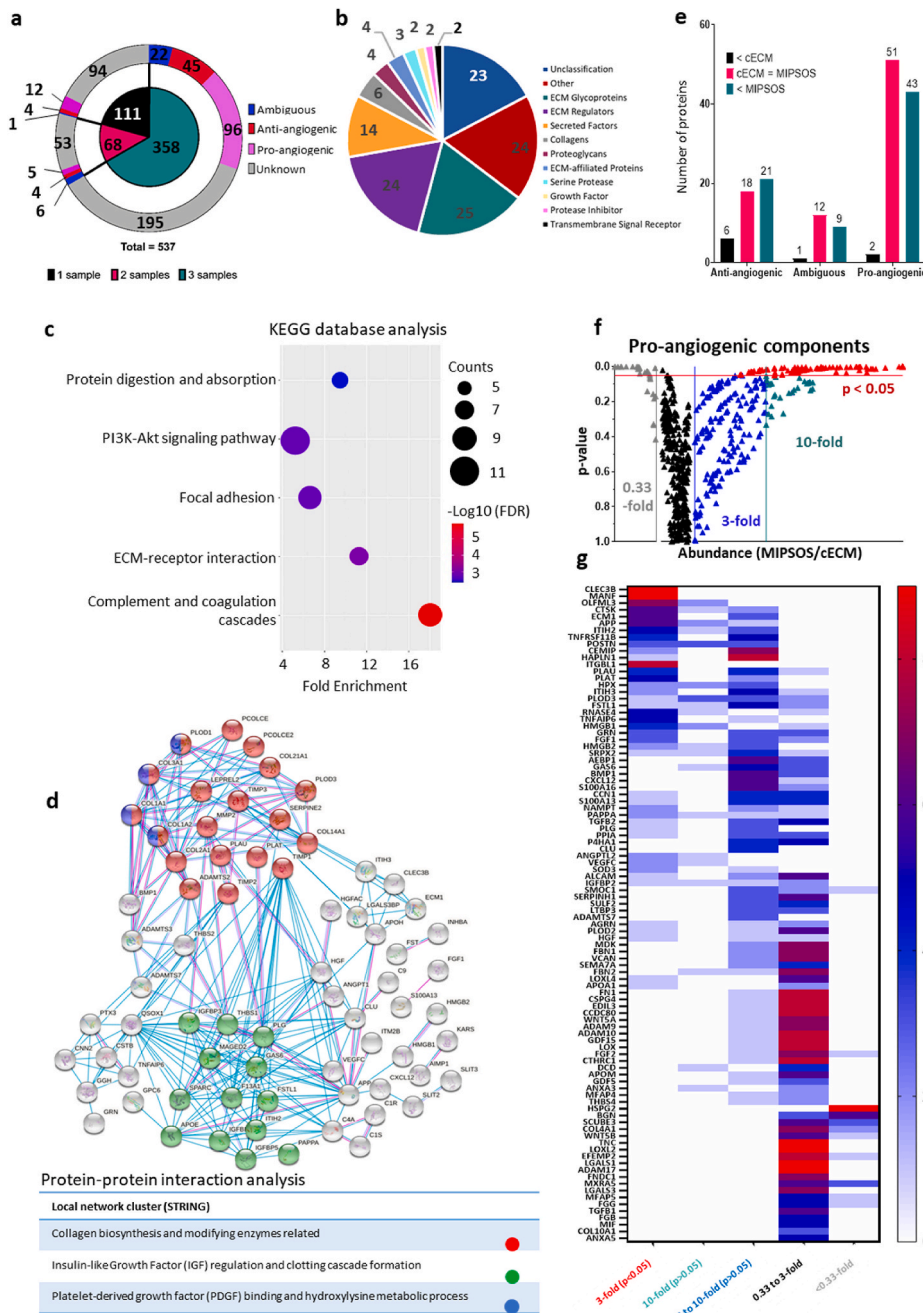 a
22
45
96
195
6
4
5
53
1
4
12
94
111
68
358
Ambiguous
Anti-angiogenic
Pro-angiogenic
Unknown
Total = 537
1 sample
2 samples
3 samples
b
23
24
25
24
14
6
4
4
3
2
2
2
Unclassification
Other
ECM Glycoproteins
ECM Regulators
Secreted Factors
Collagens
Proteoglycans
ECM-affiliated Proteins
Serine Protease
Growth Factor
Protease Inhibitor
Transmembrane Signal Receptor
e
Number of proteins
60
40
20
0
< cECM
cECM = MIPSOS
< MIPSOS
6
18
21
1
12
9
2
51
43
Anti-angiogenic
Ambiguous
Pro-angiogenic
c
KEGG database analysis
Protein digestion and absorption
PI3K-Akt signaling pathway
Focal adhesion
ECM-receptor interaction
Complement and coagulation
cascades
4
8
12
16
Fold Enrichment
Counts
5
7
9
11
-Log10 (FDR)
5
4
3
f
Pro-angiogenic components
p-value
0.0
0.2
0.4
0.6
0.8
1.0
p < 0.05
10-fold
0.33
-fold
3-fold
Abundance (MIPSOS/cECM)
d
PCOLCE
PLOD1
PCOLCE2
COL3A1
COL21A1
LEPREL2
TIMP3
PLOD3
COL1A1
MMP2
SERPINE2
COL1A2
COL14A1
COL2A1
PLAU
PLAT
TIMP1
ADAMTS2
TIMP2
ITIH3
CLEC3B
BMP1
HGFAC
LGALS3BP
ECM1
ADAMTS3
THBS2
APOH
INHBA
FST
HGF
C9
FGF1
ADAMTS7
ANGPT1
IGFBP3
THBS1
PLG
CLU
S100A13
HMGB2
PTX3
QSOX1
MAGED2
ITM2B
KARS
GAS6
HMGB1
CNN2
CSTB
VEGFC
AIMP1
TNFAIP6
APP
CXCL12
SLIT3
GGH
SPARC
F13A1
FSTL1
SLIT2
GPC6
C1R
GRN
ITIH2
C4A
APOE
PAPPA
C1S
IGFBP5
Protein-protein interaction analysis
Local network cluster (STRING)
Collagen biosynthesis and modifying enzymes related
Insulin-like Growth Factor (IGF) regulation and clotting cascade formation
Platelet-derived growth factor (PDGF) binding and hydroxylysine metabolic process
g
CLEC3B
MANF
OLFML3
CTSK
ECM1
APP
ITIH2
TNFRSF11B
POSTN
CEMIP
HAPLN1
ITGBL1
PLAU
PLAT
HPX
ITIH3
PLOD3
FSTL1
RNASE4
TNFAIP6
HMGB1
GRN
FGF1
HMGB2
SRPX2
AEBP1
GAS6
BMP1
CXCL12
S100A16
CCN1
S100A13
NAMPT
PAPPA
TGFB2
PLG
PPIA
P4HA1
CLU
ANGPTL2
VEGFC
SOD3
ALCAM
IGFBP2
SMOC1
SERPINH1
SULF2
LTBP3
ADAMTS7
AGRN
PLOD2
HGF
MDK
FBN1
VCAN
SEMA7A
FBN2
LOXL4
APOA1
FN1
CSPG4
EDIL3
CCDC80
WNT5A
ADAM9
ADAM10
GDF15
LOX
FGF2
CTHRC1
DCD
APOM
GDF5
ANXA3
MFAP4
THBS4
HSPG2
BGN
SCUBE3
COL4A1
WNT5B
TNC
LOXL2
EFEMP2
LGALS1
ADAM17
FNDC1
MXRA5
LGALS3
MFAP5
FGG
TGFB1
FGB
MIF
COL10A1
ANXA5
3-fold (p<0.05)
10-fold (p>0.05)
to 10-fold (p>0.05)
0.33 to 3-fold
<0.33-fold